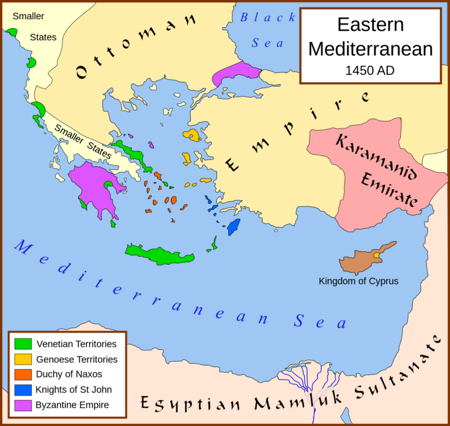 Smaller
States
Ottoman
Empire
Black
Sea
Eastern
Mediterranean
1450 AD
Smaller States
Karamanid
Emirate
Mediterranean Sea
Kingdom of Cyprus
Venetian Territories
Genoese Territories
Duchy of Naxos
Knights of St John
Byzantine Empire
Egyptian Mamluk Sultanate